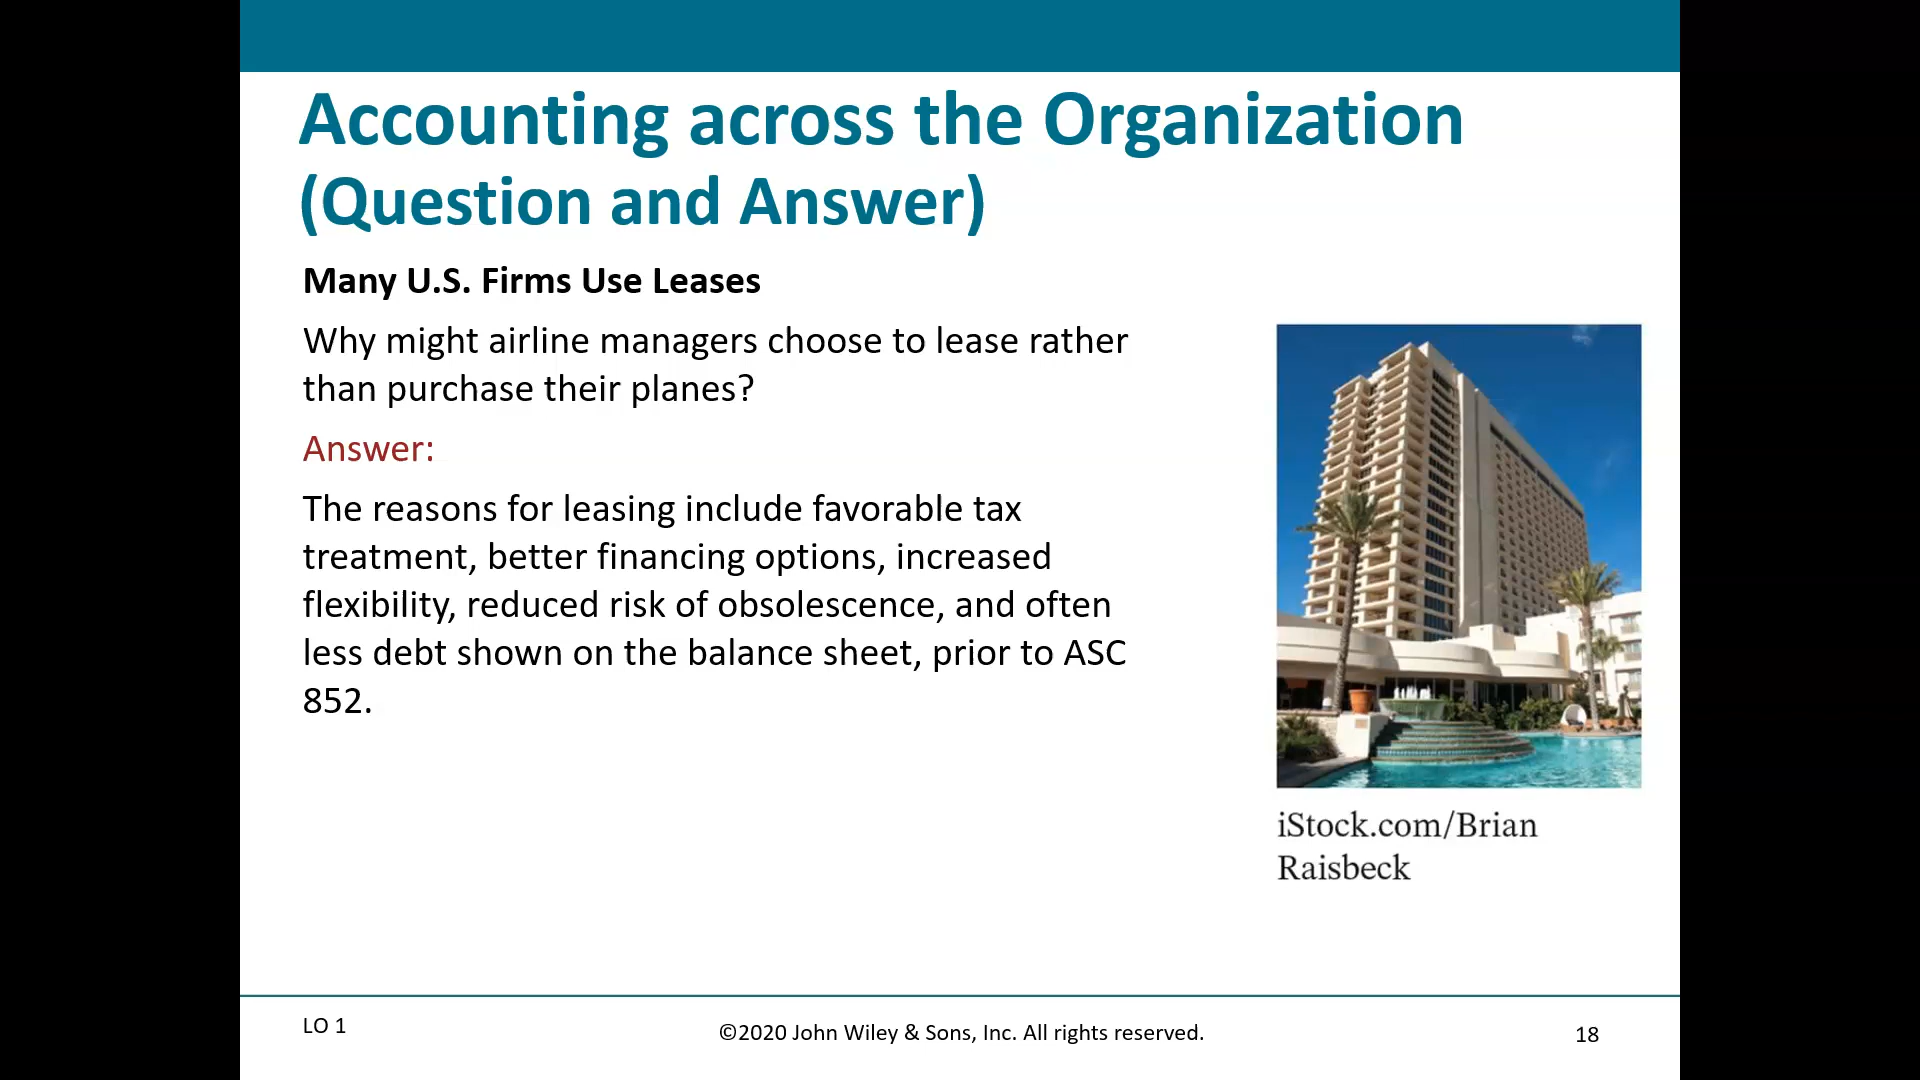 Accounting across the Organization
(Question and Answer)
Many U.S. Firms Use Leases
Why might airline managers choose to lease rather
than purchase their planes?
Answer:
The reasons for leasing include favorable tax
treatment, better financing options, increased
flexibility, reduced risk of obsolescence, and often
less debt shown on the balance sheet, prior to ASC
852.
iStock.com/Brian
Raisbeck
LO 1
©2020 John Wiley & Sons, Inc. All rights reserved.
18